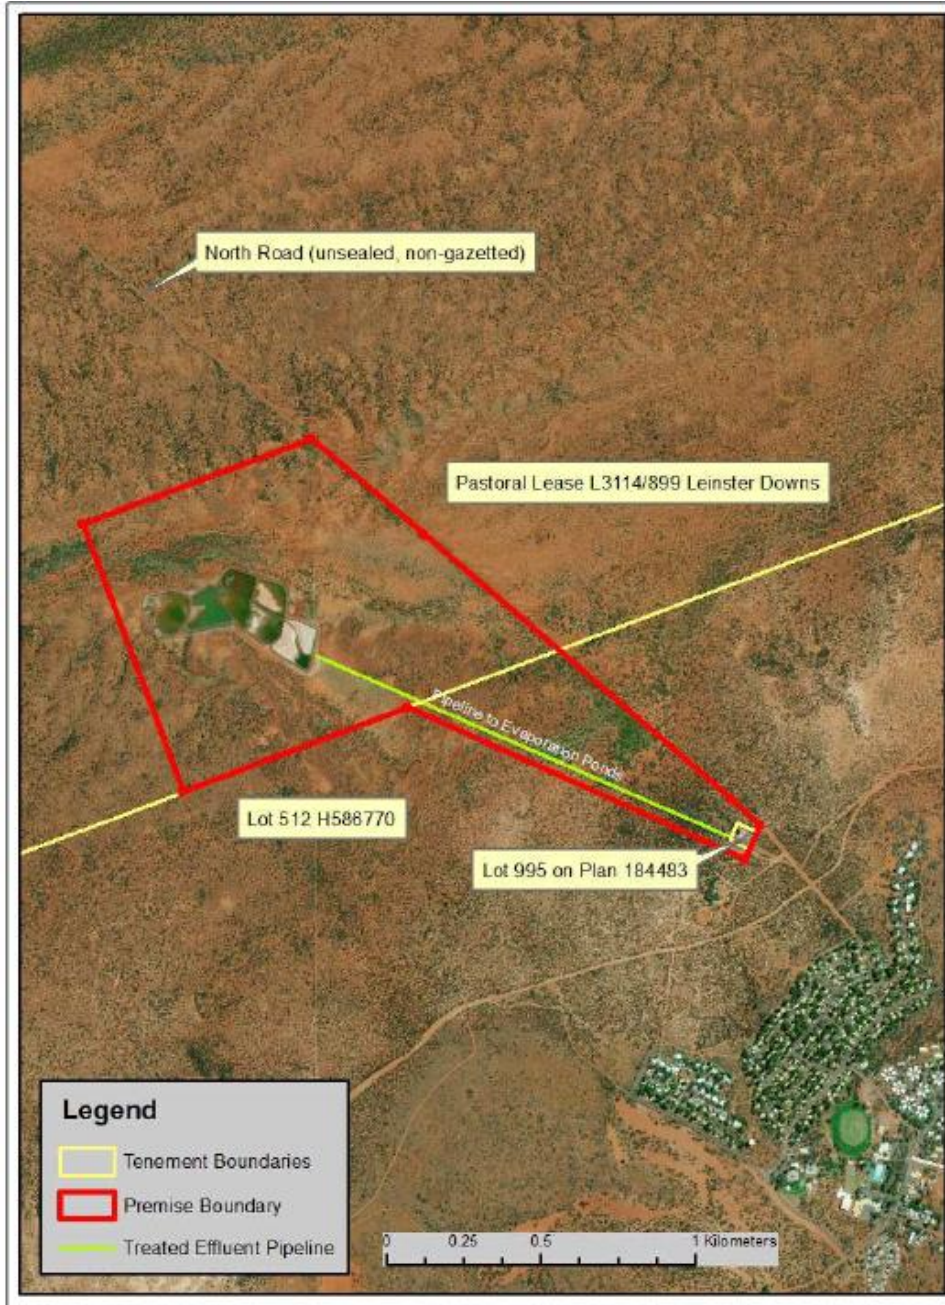 North Road (unsealed, non-gazetted)
Pastoral Lease L3114/899 Leinster Downs
Pipeline to Evaporation Ponds
Lot 512 H586770
Lot 995 on Plan 184483
Legend
Tenement Boundaries
Premise Boundary
Treated Effluent Pipeline
0 0.25 0.5 1 Kilometers